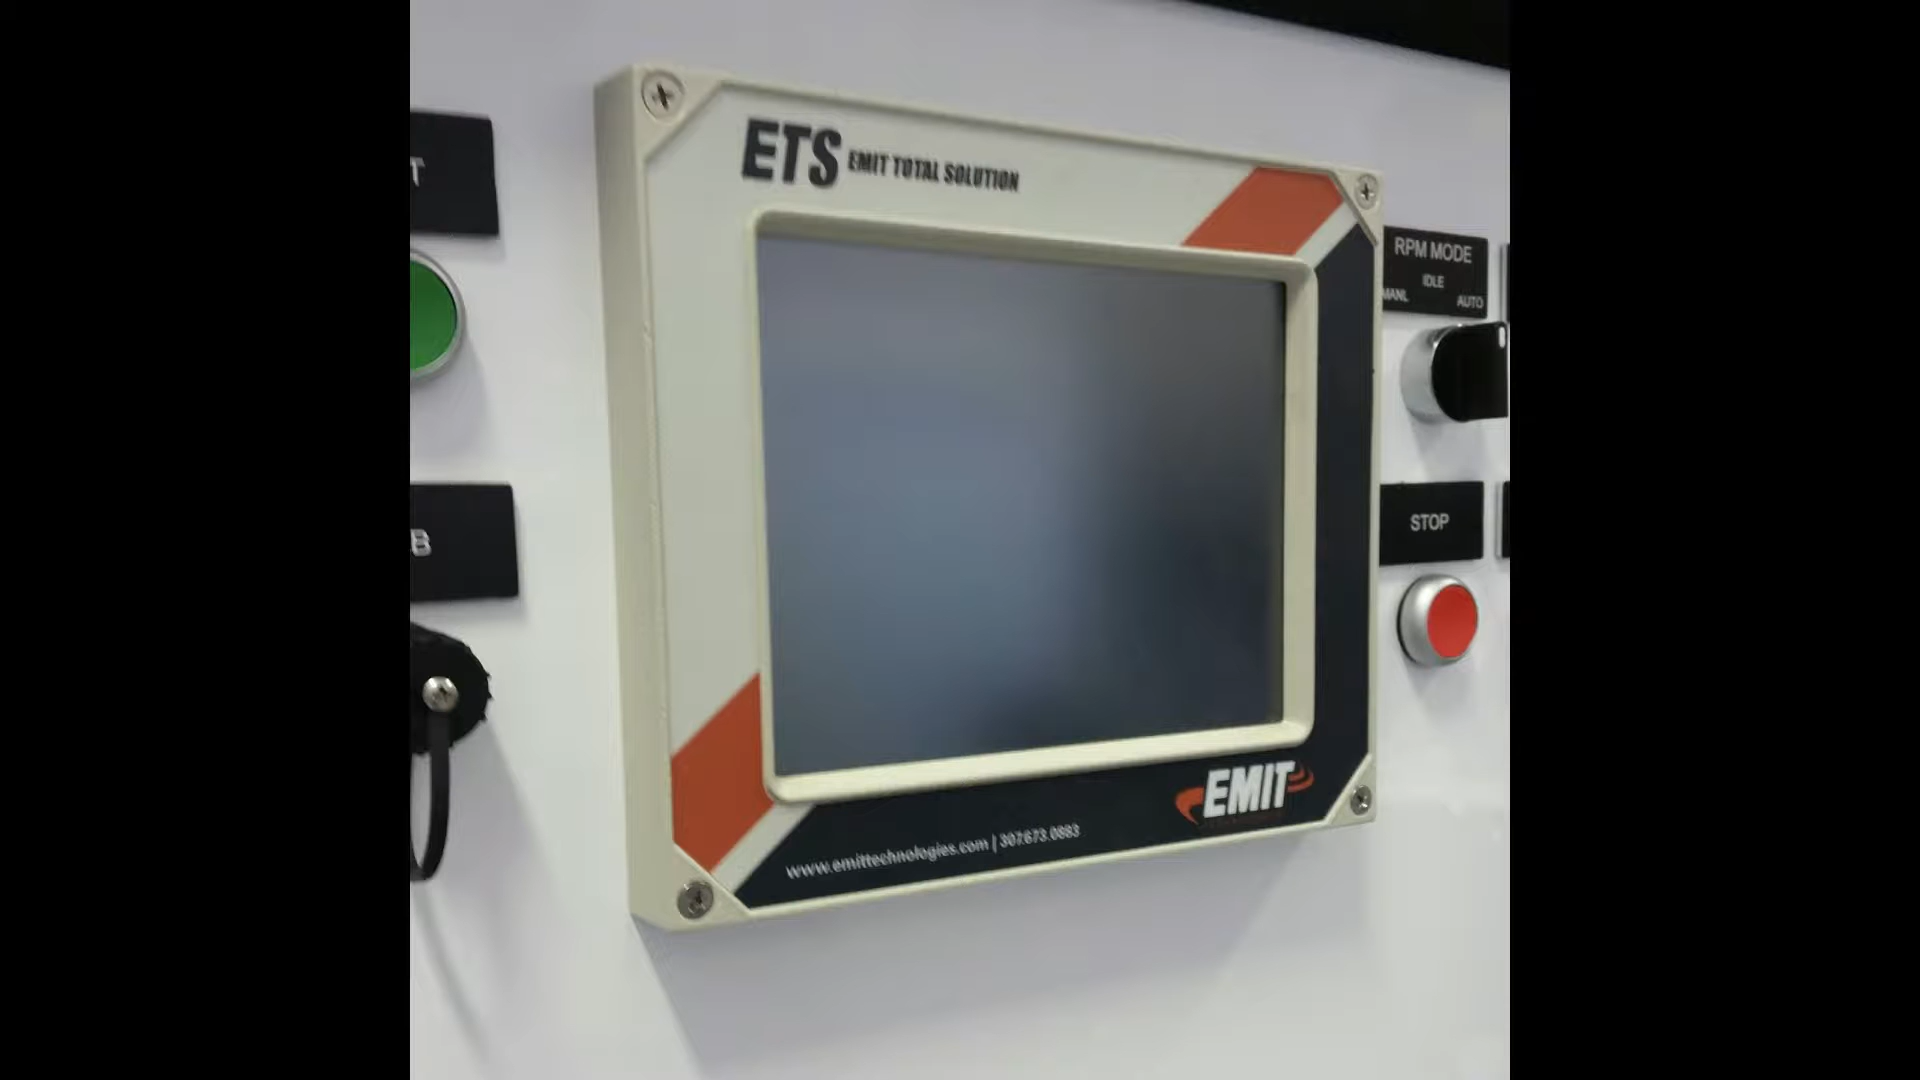 ETS EMIT TOTAL SOLUTION
RPM MODE
IDLE
MANL AUTO
STOP
T
B
EMIT
www.emittechnologies.com | 307.673.0883